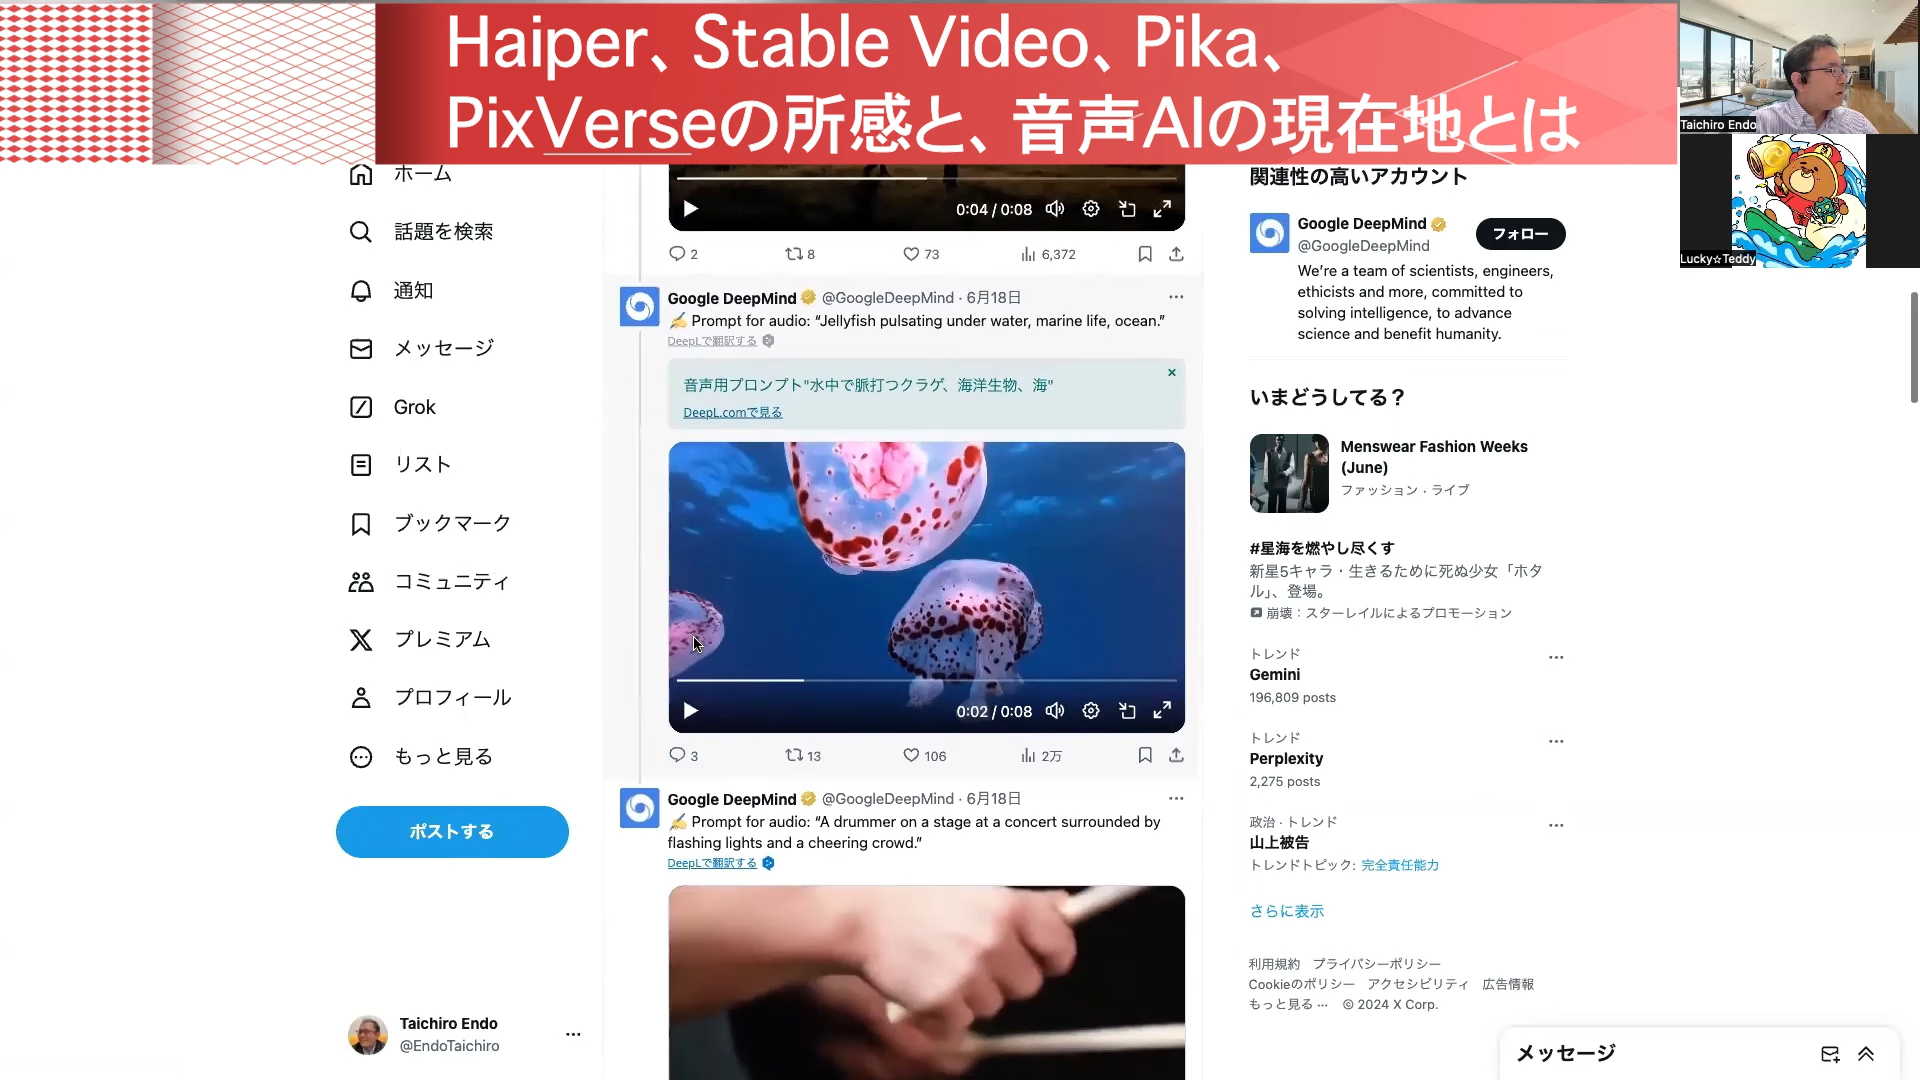 Haiper、Stable Video、Pika、
PixVerseの所感と、音声AIの現在地とは
Taichiro Endo
Lucky☆Teddy
ホーム
話題を検索
通知
メッセージ
Grok
リスト
ブックマーク
コミュニティ
プレミアム
プロフィール
もっと見る
ポストする
Taichiro Endo
@EndoTaichiro
0:04 / 0:08
2 8 73 6,372
Google DeepMind @GoogleDeepMind · 6月18日
✍️ Prompt for audio: “Jellyfish pulsating under water, marine life, ocean.”
DeepLで翻訳する
音声用プロンプト"水中で脈打つクラゲ、海洋生物、海"
DeepL.comで見る
0:02 / 0:08
3 13 106 2万
Google DeepMind @GoogleDeepMind · 6月18日
✍️ Prompt for audio: “A drummer on a stage at a concert surrounded by
flashing lights and a cheering crowd.”
DeepLで翻訳する
関連性の高いアカウント
Google DeepMind
@GoogleDeepMind
フォロー
We’re a team of scientists, engineers,
ethicists and more, committed to
solving intelligence, to advance
science and benefit humanity.
いまどうしてる？
Menswear Fashion Weeks
(June)
ファッション · ライブ
#星海を燃やし尽くす
新星5キャラ・生きるために死ぬ少女「ホタ
ル」、登場。
崩壊：スターレイルによるプロモーション
トレンド
Gemini
196,809 posts
トレンド
Perplexity
2,275 posts
政治 · トレンド
山上被告
トレンドトピック: 完全責任能力
さらに表示
利用規約 プライバシーポリシー
Cookieのポリシー アクセシビリティ 広告情報
もっと見る ··· © 2024 X Corp.
メッセージ